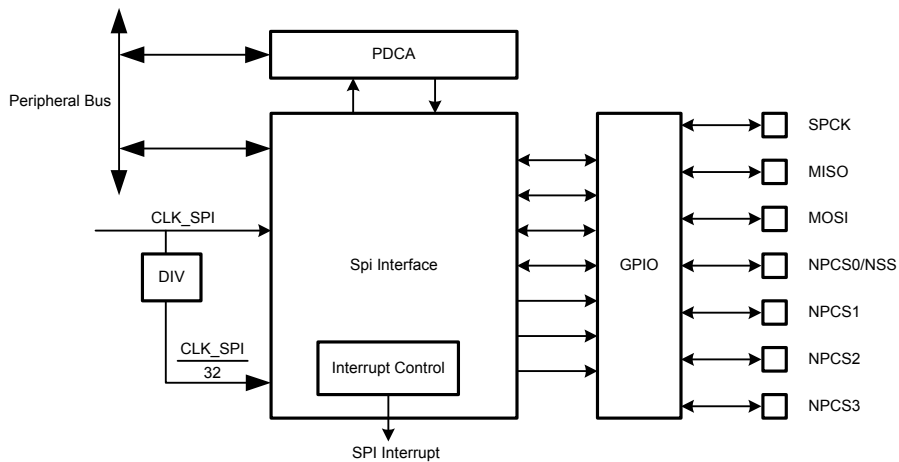 PDCA
Peripheral Bus
SPCK
MISO
CLK_SPI
MOSI
Spi Interface
GPIO
NPCS0/NSS
DIV
NPCS1
CLK_SPI
32
Interrupt Control
NPCS2
NPCS3
SPI Interrupt